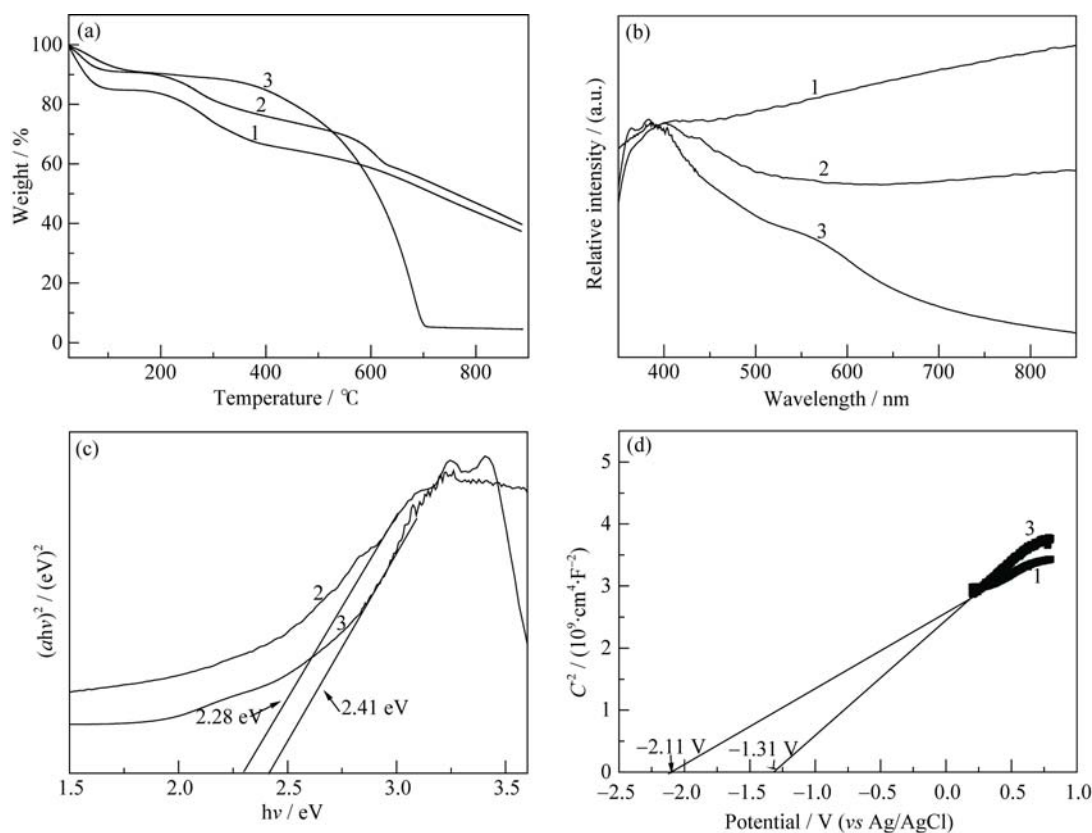 (a)
100
80
60
40
20
0
3
2
1
Weight / %
200
400
600
800
Temperature / ℃
(b)
1
2
3
Relative intensity / (a.u.)
400
500
600
700
800
Wavelength / nm
(c)
2
3
2.28 eV
2.41 eV
(ahν)² / (eV)²
1.5
2.0
2.5
3.0
3.5
hν / eV
(d)
5
4
3
2
1
0
3
1
−2.11 V
−1.31 V
C⁻² / (10⁹·cm⁴·F⁻²)
−2.5
−2.0
−1.5
−1.0
−0.5
0.0
0.5
1.0
Potential / V (vs Ag/AgCl)